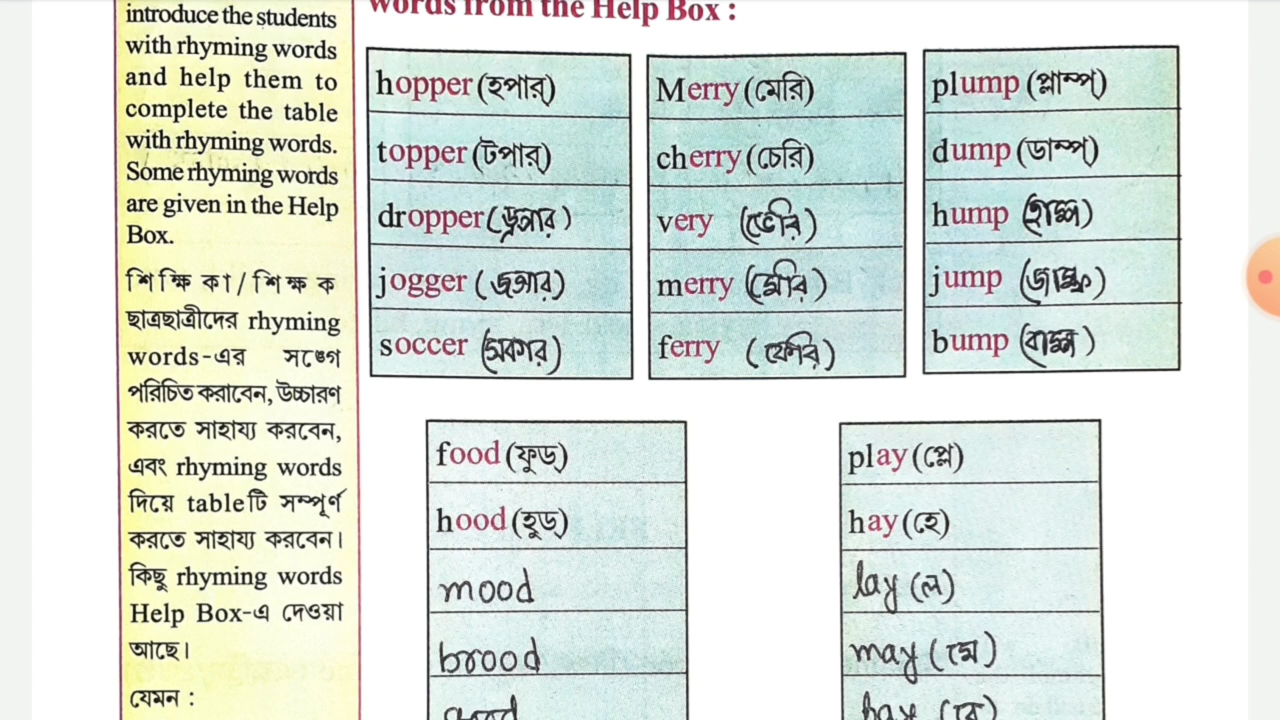 introduce the students
with rhyming words
and help them to
complete the table
with rhyming words.
Some rhyming words
are given in the Help
Box.
শিক্ষিকা/শিক্ষক
ছাত্রছাত্রীদের rhyming
words-এর সঙ্গে
পরিচিত করাবেন, উচ্চারণ
করতে সাহায্য করবেন,
এবং rhyming words
দিয়ে tableটি সম্পূর্ণ
করতে সাহায্য করবেন।
কিছু rhyming words
Help Box-এ দেওয়া
আছে।
যেমন :
words from the Help Box :
hopper (হপার্)
topper (টপার্)
dropper
jogger
soccer (সকার)
Merry (মেরি)
cherry (চেরি)
very (ভেরি)
merry (মেরি)
ferry (ফেরি)
plump (প্লাম্প্)
dump (ডাম্প্)
hump
jump
bump
food (ফুড্)
hood (হুড্)
mood
brood
play (প্লে)
hay (হে)
lay (ল)
may (মে)